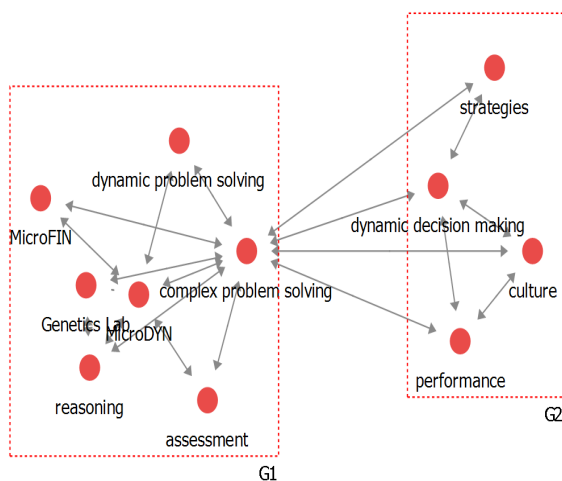 strategies
dynamic problem solving
dynamic decision making
MicroFIN
complex problem solving
culture
Genetics Lab
MicroDYN
performance
reasoning
G2
assessment
G1